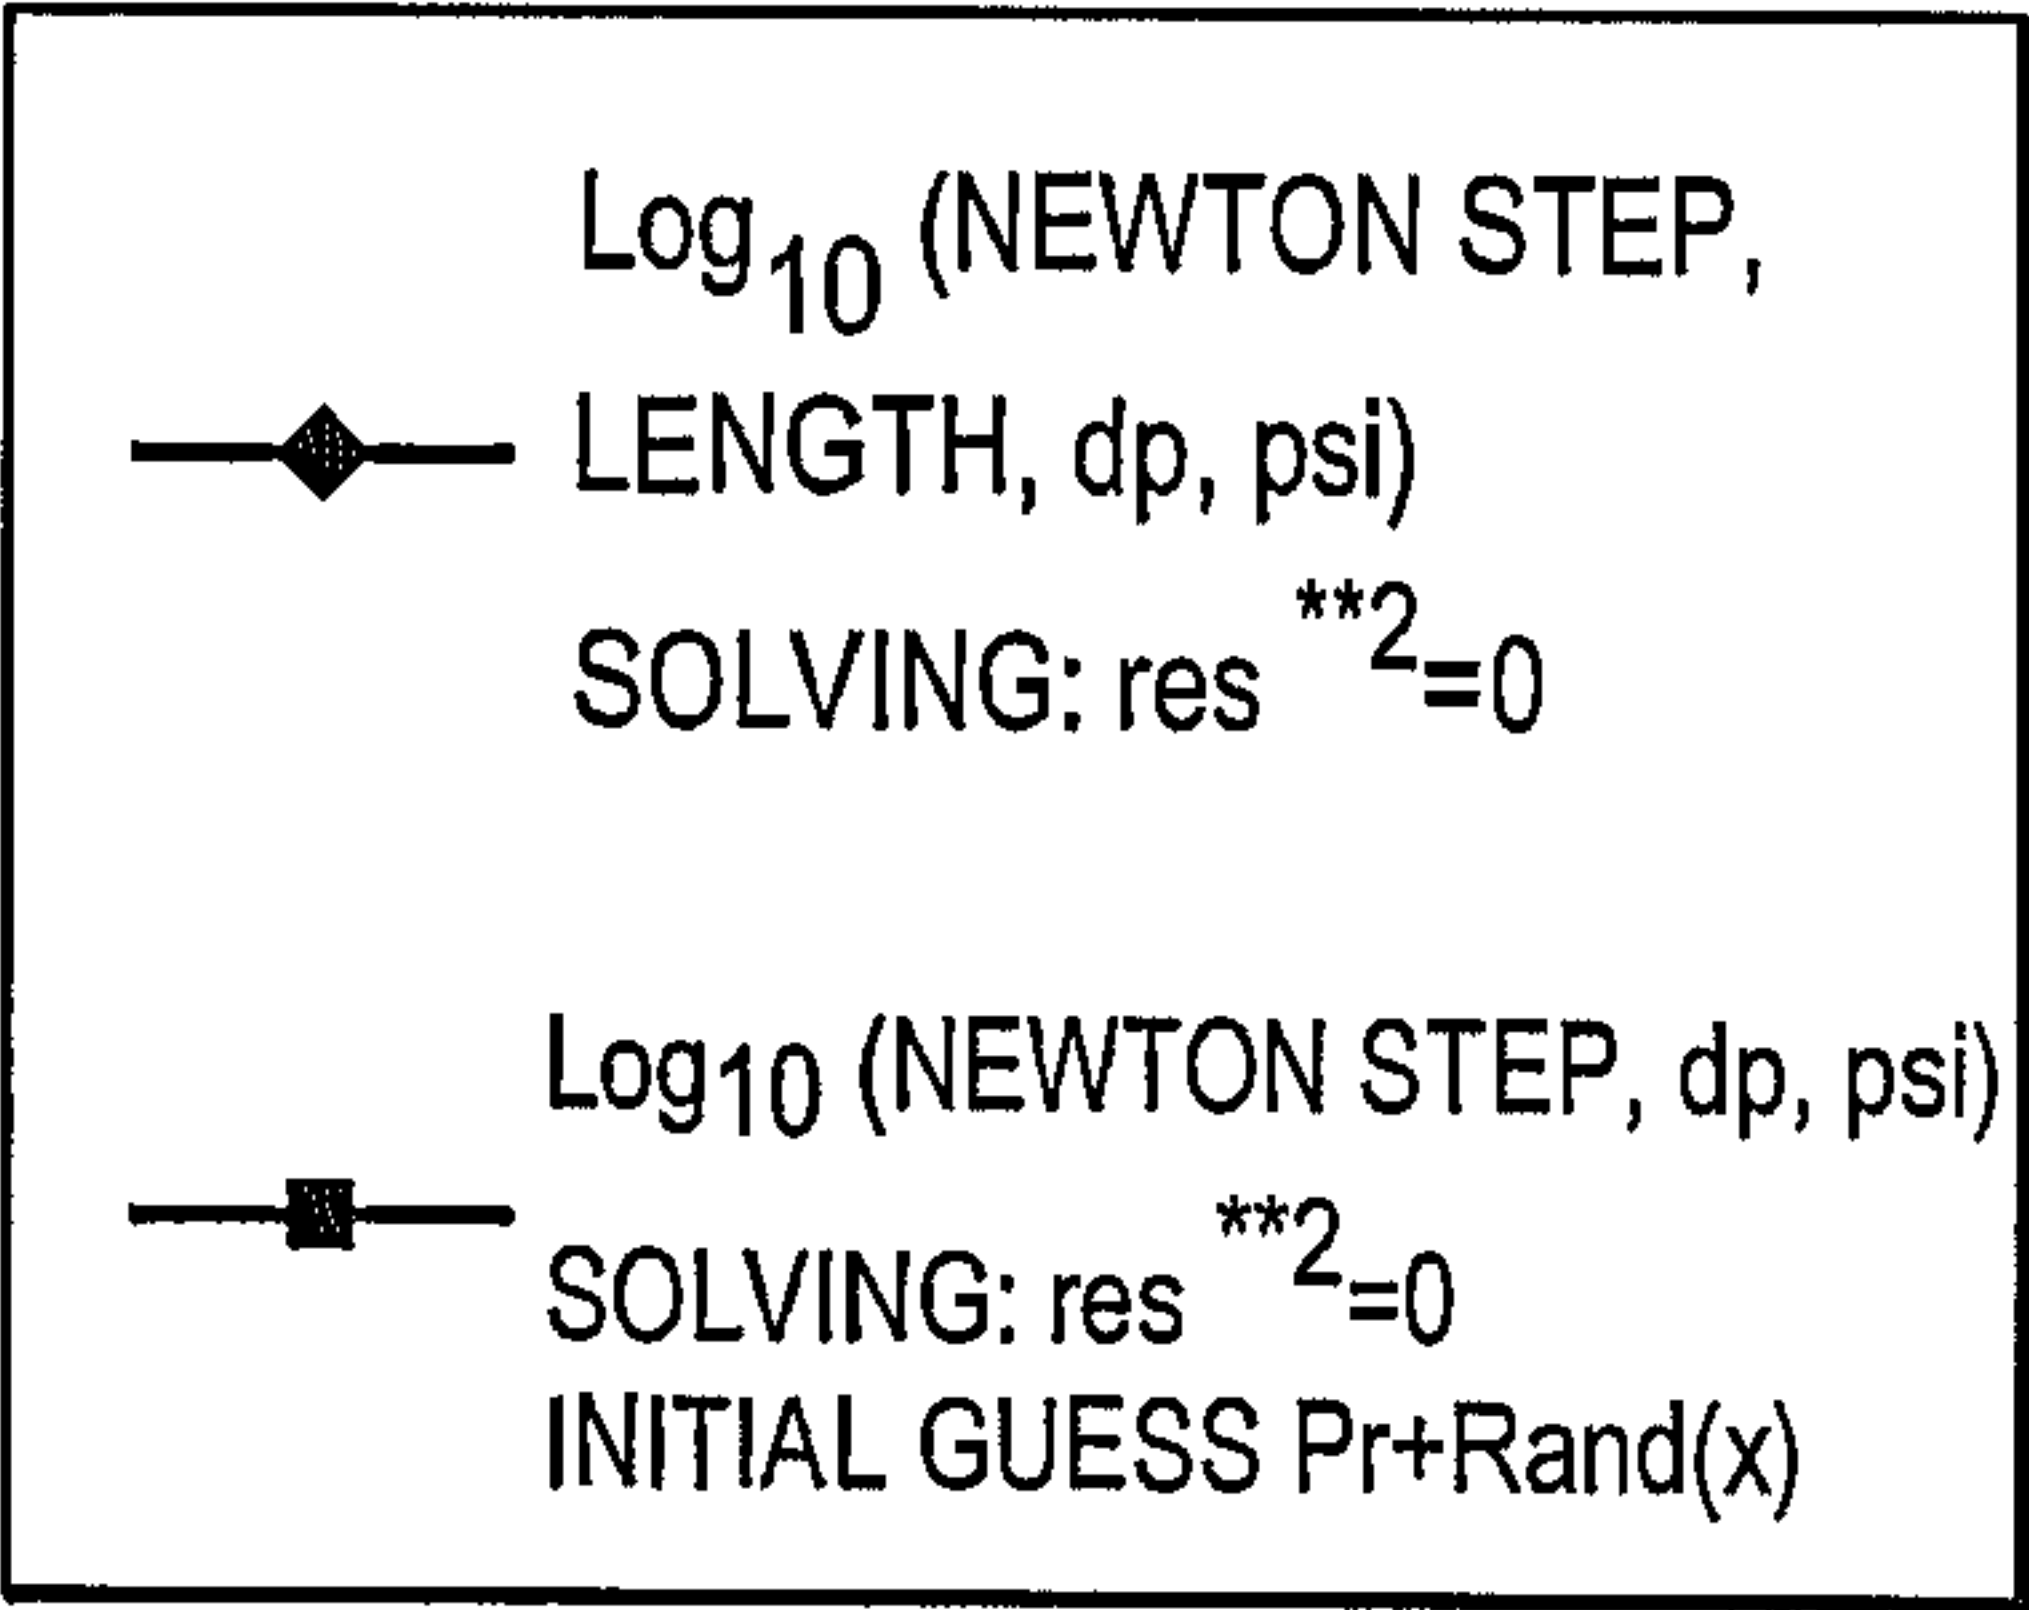 Log10 (NEWTON STEP,
LENGTH, dp, psi)
SOLVING: res **2=0
Log10 (NEWTON STEP, dp, psi)
SOLVING: res **2=0
INITIAL GUESS Pr+Rand(x)